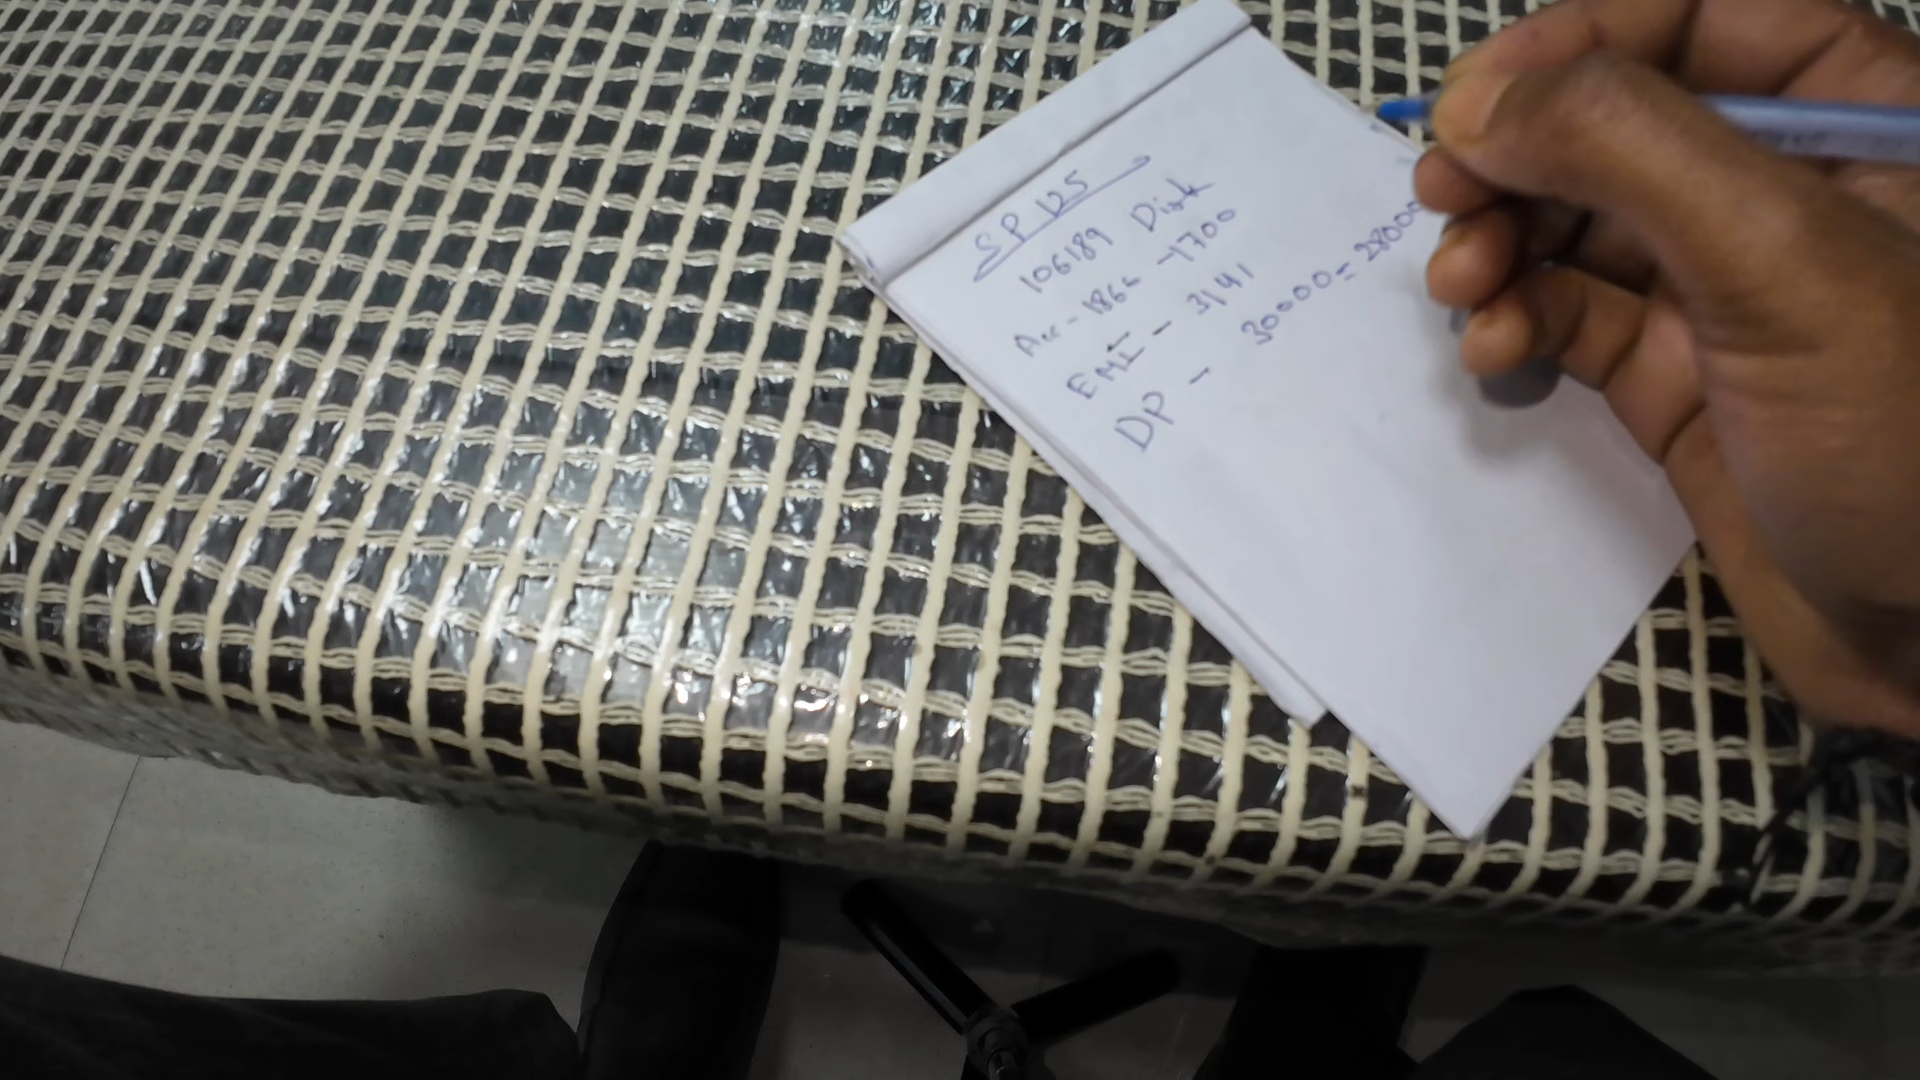 SP 125
106189 Disk
Acc - 1866 - 1700
EMI - 3141
DP - 30000 = 28000